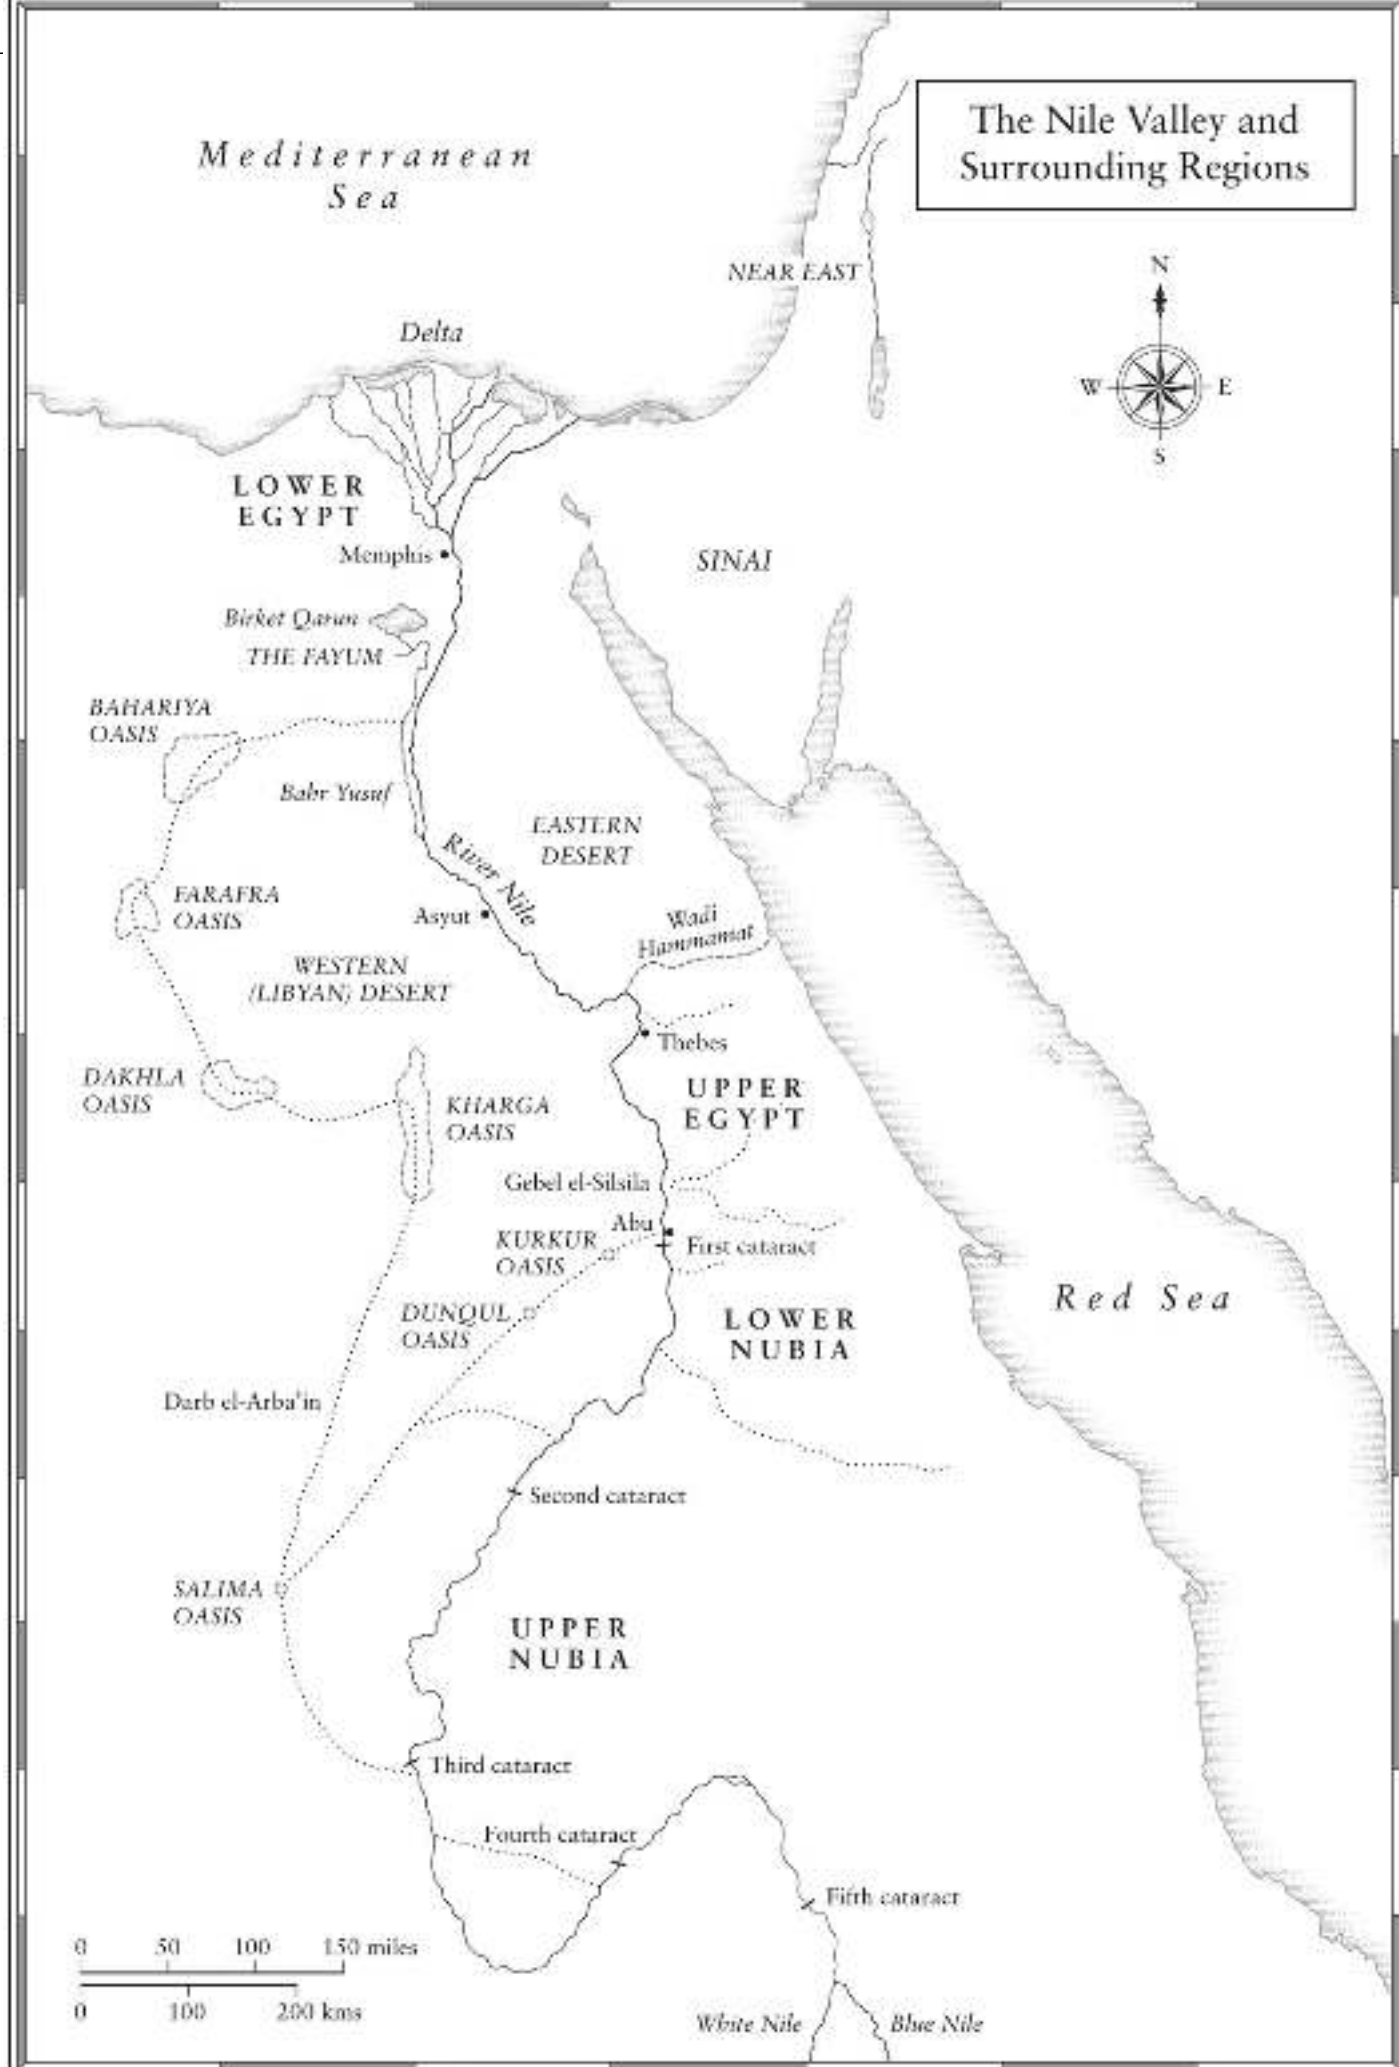 The Nile Valley and
Surrounding Regions
Mediterranean
Sea
NEAR EAST
N
W
E
S
Delta
LOWER
EGYPT
Memphis
SINAI
Birket Qarun
THE FAYUM
BAHARIYA
OASIS
Bahr Yusuf
River Nile
EASTERN
DESERT
FARAFRA
OASIS
Asyut
Wadi
Hammamat
WESTERN
(LIBYAN) DESERT
Thebes
DAKHLA
OASIS
KHARGA
OASIS
UPPER
EGYPT
Gebel el-Silsila
Abu
KURKUR
OASIS
First cataract
Red Sea
DUNQUL
OASIS
LOWER
NUBIA
Darb el-Arba'in
Second cataract
SALIMA
OASIS
UPPER
NUBIA
Third cataract
Fourth cataract
Fifth cataract
0 50 100 150 miles
0 100 200 kms
White Nile
Blue Nile